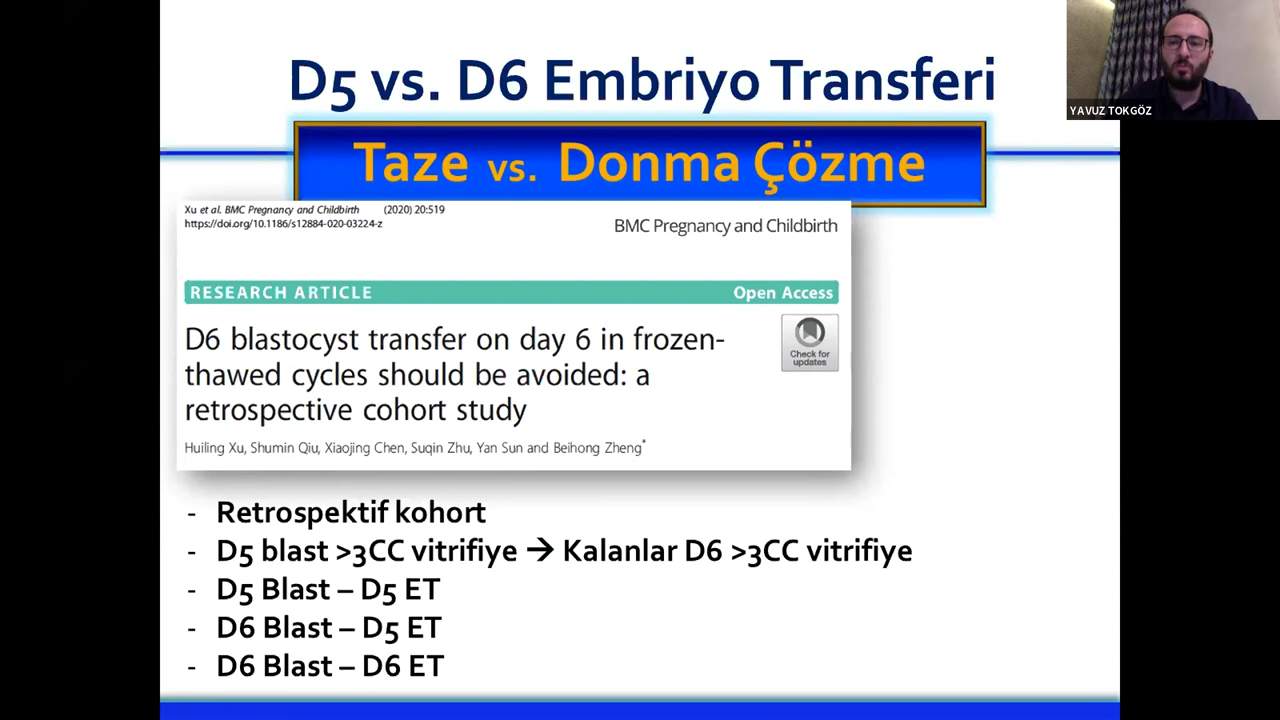 D5 vs. D6 Embriyo Transferi
YAVUZ TOKGÖZ
Taze vs. Donma Çözme
Xu et al. BMC Pregnancy and Childbirth (2020) 20:519
https://doi.org/10.1186/s12884-020-03224-z
BMC Pregnancy and Childbirth
RESEARCH ARTICLE
Open Access
D6 blastocyst transfer on day 6 in frozen-
thawed cycles should be avoided: a
retrospective cohort study
Check for
updates
Huiling Xu, Shumin Qiu, Xiaojing Chen, Suqin Zhu, Yan Sun and Beihong Zheng*
- Retrospektif kohort
- D5 blast >3CC vitrifiye → Kalanlar D6 >3CC vitrifiye
- D5 Blast – D5 ET
- D6 Blast – D5 ET
- D6 Blast – D6 ET